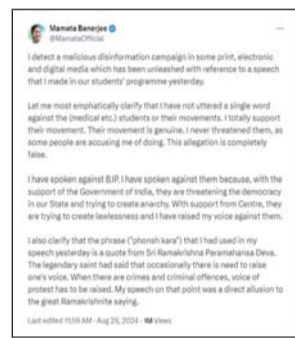 Mamata Banerjee
@MamataOfficial
I detect a malicious disinformation campaign in some print, electronic
and digital media which has been unleashed with reference to a speech
that I made in our students' programme yesterday.
Let me most emphatically clarify that I have not uttered a single word
against the (medical etc.) students or their movements. I totally support
their movement. Their movement is genuine. I never threatened them, as
some people are accusing me of doing. This allegation is completely
false.
I have spoken against BJP. I have spoken against them because, with the
support of the Government of India, they are threatening the democracy
in our State and trying to create anarchy. With support from Centre, they
are trying to create lawlessness and I have raised my voice against them.
I also clarify that the phrase ("phonsh kara") that I had used in my
speech yesterday is a quote from Sri Ramakrishna Paramahansa Deva.
The legendary saint had said that occasionally there is need to raise
one's voice. When there are crimes and criminal offences, voice of
protest has to be raised. My speech on that point was a direct allusion to
the great Ramakrishnite saying.
Last edited 11:59 AM · Aug 29, 2024 · 1M Views